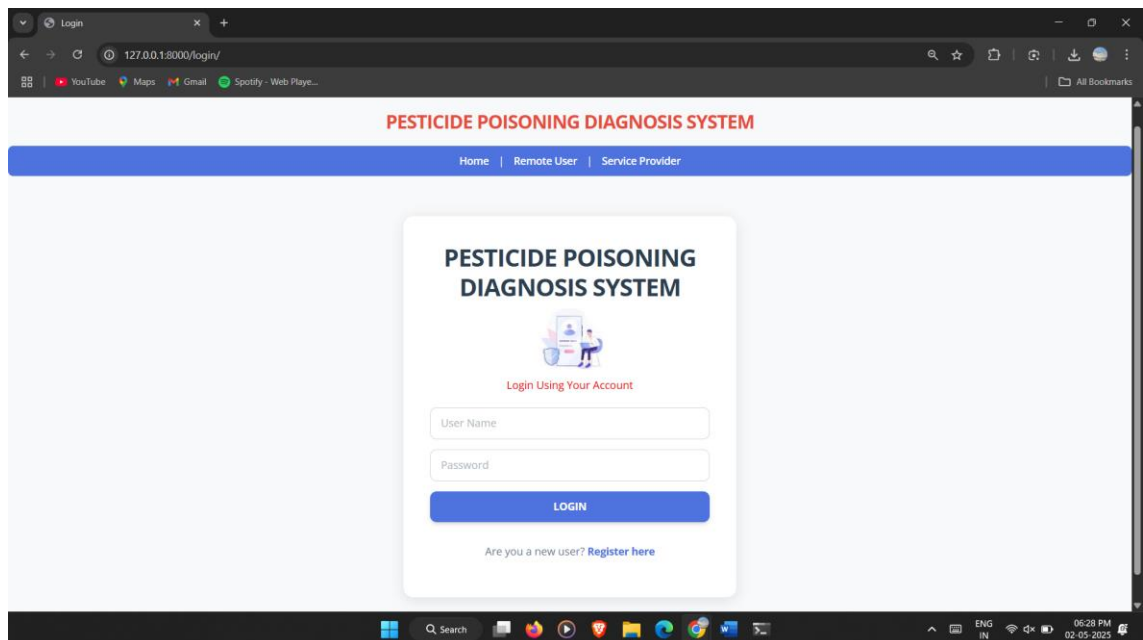 Login
127.0.0.1:8000/login/
YouTube Maps Gmail Spotify - Web Playe... All Bookmarks
PESTICIDE POISONING DIAGNOSIS SYSTEM
Home | Remote User | Service Provider
PESTICIDE POISONING
DIAGNOSIS SYSTEM
Login Using Your Account
User Name
Password
LOGIN
Are you a new user? Register here
Search
ENG
IN
06:28 PM
02-05-2025